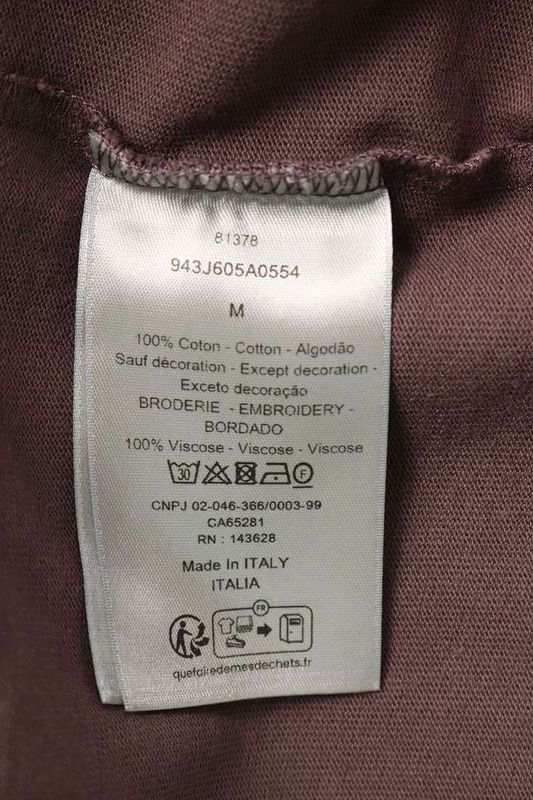 81378
943J605A0554
M
100% Coton - Cotton - Algodão
Sauf décoration - Except decoration -
Exceto decoração
BRODERIE - EMBROIDERY -
BORDADO
100% Viscose - Viscose - Viscose
30 F
CNPJ 02-046-366/0003-99
CA65281
RN : 143628
Made In ITALY
ITALIA
FR
quefairedemesdechets.fr